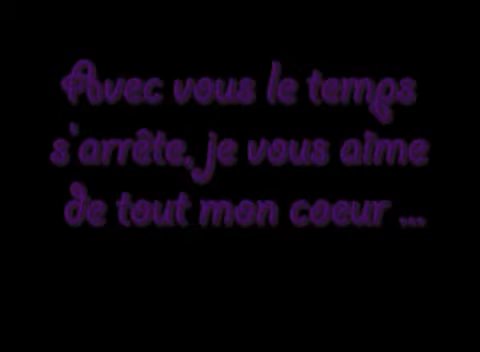 Avec vous le temps
s'arrête, je vous aime
de tout mon coeur ...